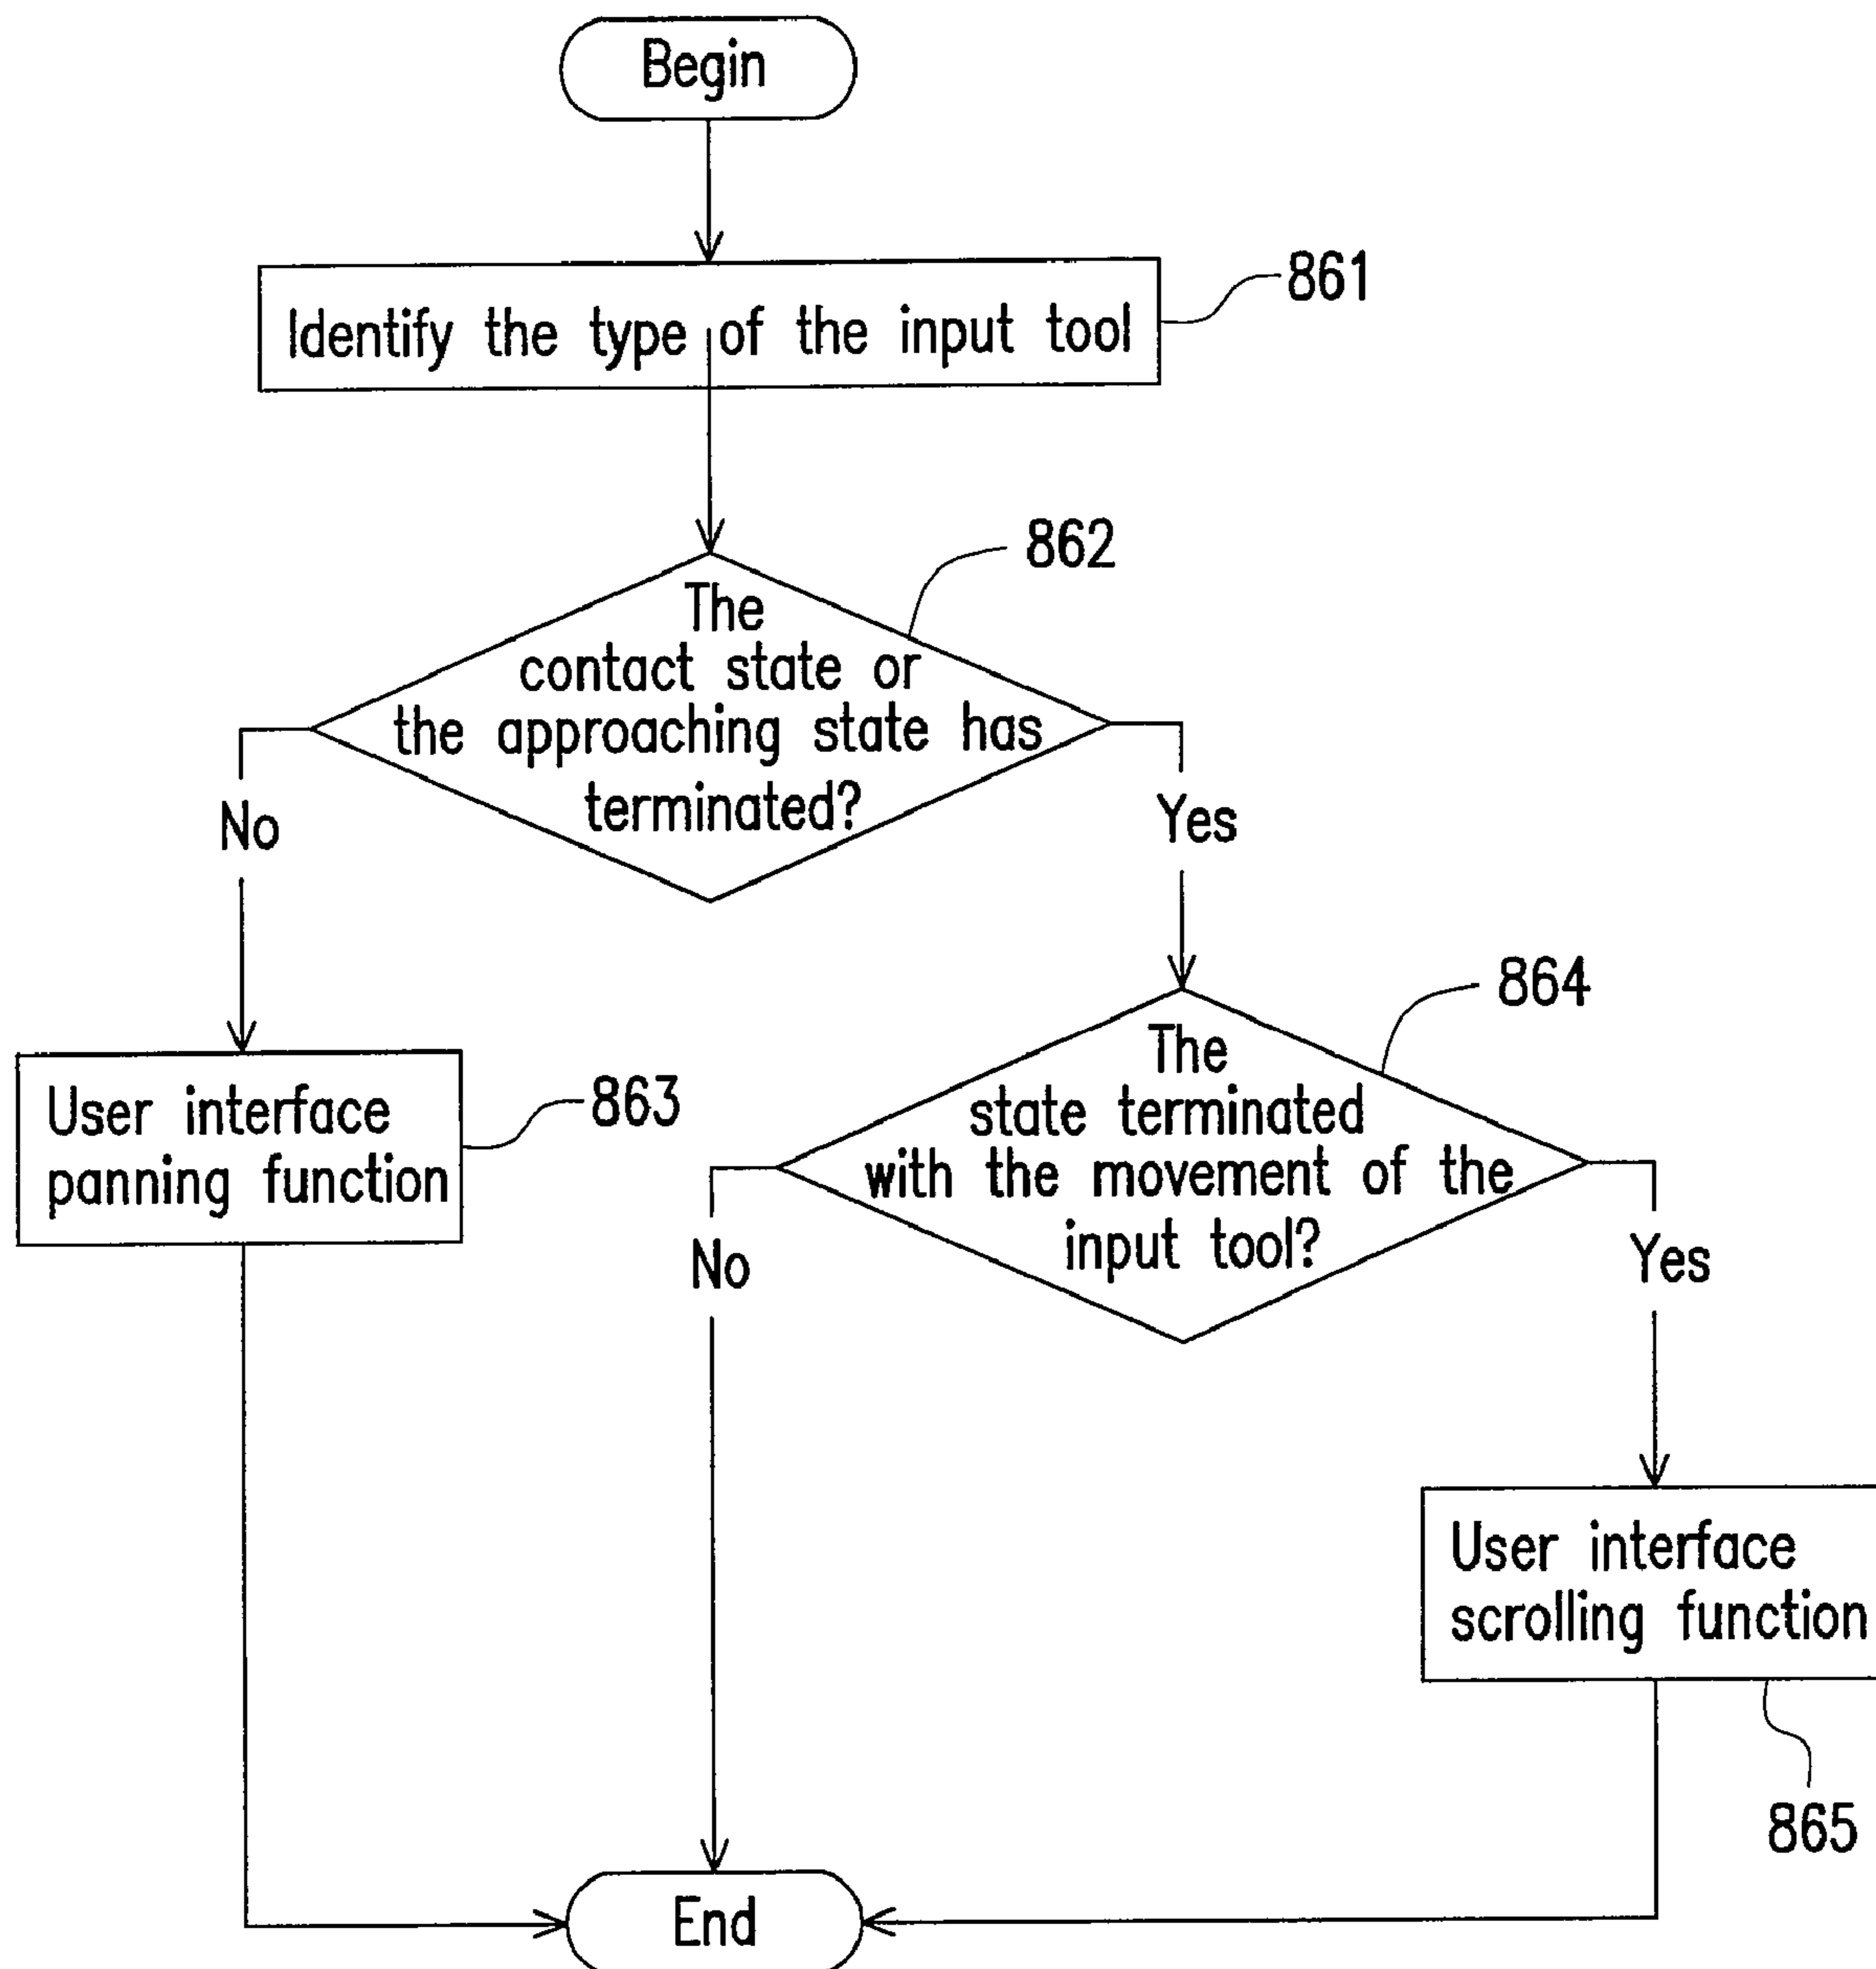 Begin
Identify the type of the input tool
861
862
The
contact state or
the approaching state has
terminated?
No
Yes
864
The
state terminated
with the movement of the
input tool?
User interface
panning function
863
No
Yes
User interface
scrolling function
865
End